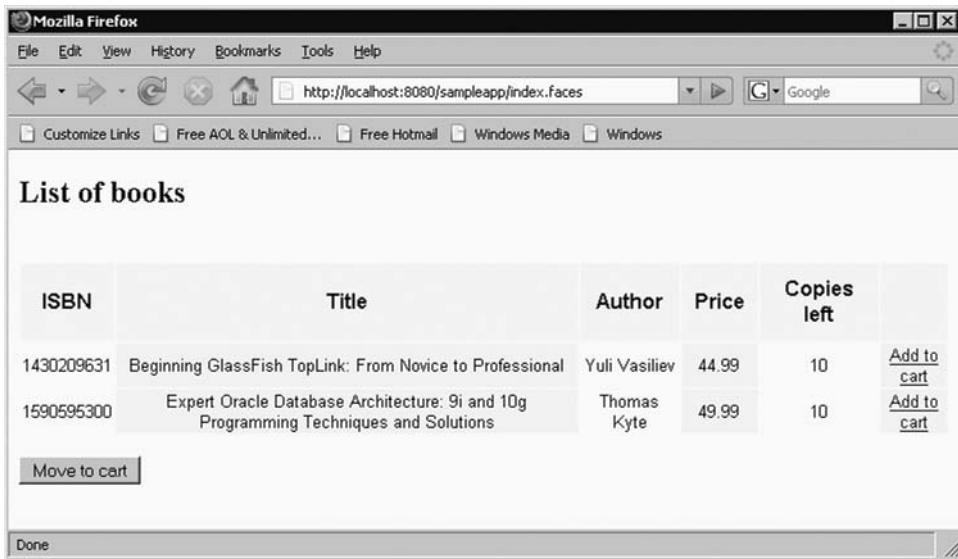 Mozilla Firefox
File Edit View History Bookmarks Tools Help
http://localhost:8080/sampleapp/index.faces
G Google
Customize Links Free AOL & Unlimited... Free Hotmail Windows Media Windows
List of books
ISBN Title Author Price Copies left
1430209631 Beginning GlassFish TopLink: From Novice to Professional Yuli Vasiliev 44.99 10 Add to cart
1590595300 Expert Oracle Database Architecture: 9i and 10g Programming Techniques and Solutions Thomas Kyte 49.99 10 Add to cart
Move to cart
Done